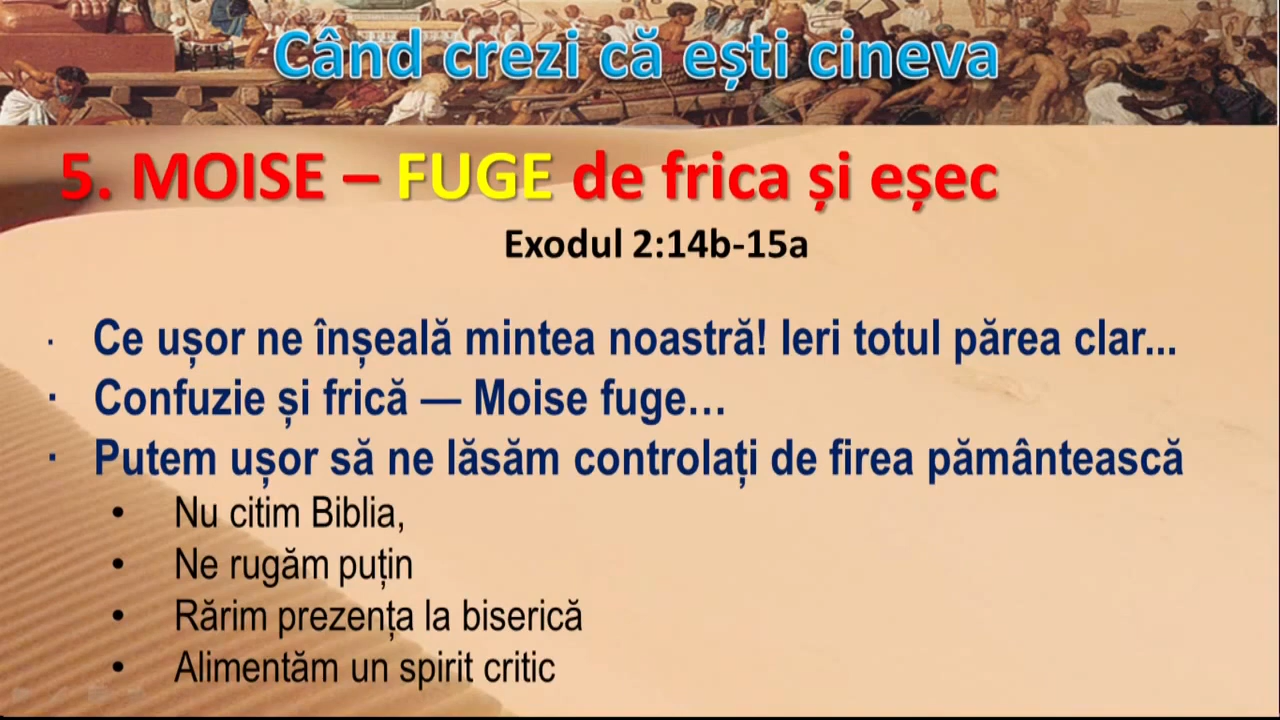 Când crezi că ești cineva
5. MOISE – FUGE de frica și eșec
Exodul 2:14b-15a
· Ce ușor ne înșeală mintea noastră! Ieri totul părea clar...
· Confuzie și frică — Moise fuge…
· Putem ușor să ne lăsăm controlați de firea pământească
• Nu citim Biblia,
• Ne rugăm puțin
• Rărim prezența la biserică
• Alimentăm un spirit critic